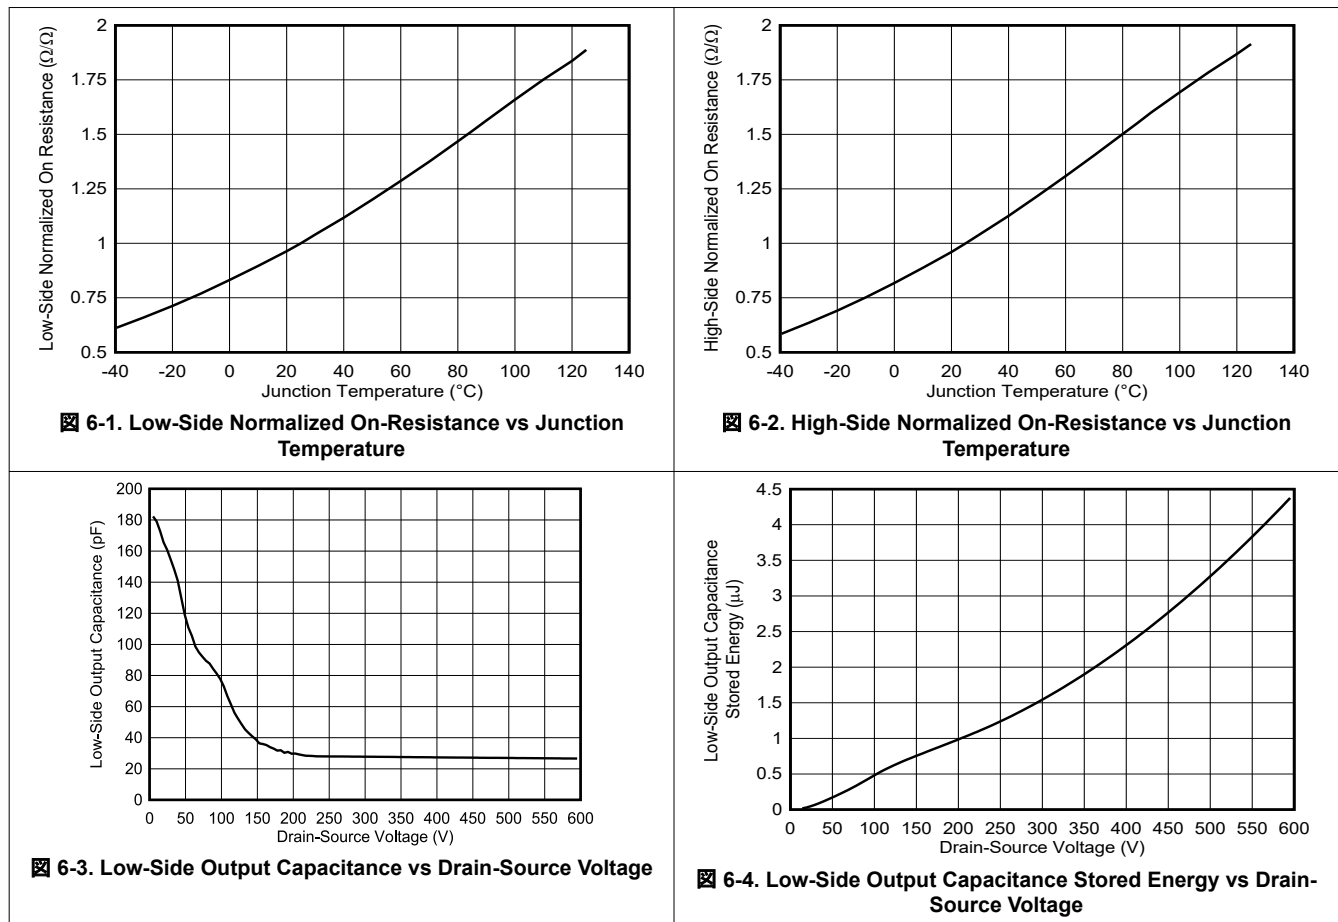 Low-Side Normalized On Resistance (Ω/Ω)
2
1.75
1.5
1.25
1
0.75
0.5
-40 -20 0 20 40 60 80 100 120 140
Junction Temperature (°C)
図 6-1. Low-Side Normalized On-Resistance vs Junction
Temperature
High-Side Normalized On Resistance (Ω/Ω)
2
1.75
1.5
1.25
1
0.75
0.5
-40 -20 0 20 40 60 80 100 120 140
Junction Temperature (°C)
図 6-2. High-Side Normalized On-Resistance vs Junction
Temperature
Low-Side Output Capacitance (pF)
200
180
160
140
120
100
80
60
40
20
0
0 50 100 150 200 250 300 350 400 450 500 550 600
Drain-Source Voltage (V)
図 6-3. Low-Side Output Capacitance vs Drain-Source Voltage
Low-Side Output Capacitance
Stored Energy (μJ)
4.5
4
3.5
3
2.5
2
1.5
1
0.5
0
0 50 100 150 200 250 300 350 400 450 500 550 600
Drain-Source Voltage (V)
図 6-4. Low-Side Output Capacitance Stored Energy vs Drain-
Source Voltage